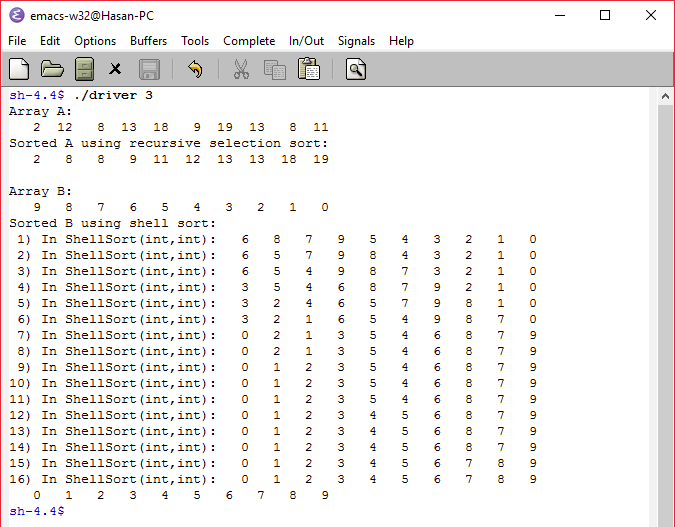 emacs-w32@Hasan-PC
File Edit Options Buffers Tools Complete In/Out Signals Help
sh-4.4$ ./driver 3
Array A:
   2  12   8  13  18   9  19  13   8  11
Sorted A using recursive selection sort:
   2   8   8   9  11  12  13  13  18  19

Array B:
   9   8   7   6   5   4   3   2   1   0
Sorted B using shell sort:
 1) In ShellSort(int,int):   6   8   7   9   5   4   3   2   1   0
 2) In ShellSort(int,int):   6   5   7   9   8   4   3   2   1   0
 3) In ShellSort(int,int):   6   5   4   9   8   7   3   2   1   0
 4) In ShellSort(int,int):   3   5   4   6   8   7   9   2   1   0
 5) In ShellSort(int,int):   3   2   4   6   5   7   9   8   1   0
 6) In ShellSort(int,int):   3   2   1   6   5   4   9   8   7   0
 7) In ShellSort(int,int):   0   2   1   3   5   4   6   8   7   9
 8) In ShellSort(int,int):   0   2   1   3   5   4   6   8   7   9
 9) In ShellSort(int,int):   0   1   2   3   5   4   6   8   7   9
10) In ShellSort(int,int):   0   1   2   3   5   4   6   8   7   9
11) In ShellSort(int,int):   0   1   2   3   5   4   6   8   7   9
12) In ShellSort(int,int):   0   1   2   3   4   5   6   8   7   9
13) In ShellSort(int,int):   0   1   2   3   4   5   6   8   7   9
14) In ShellSort(int,int):   0   1   2   3   4   5   6   8   7   9
15) In ShellSort(int,int):   0   1   2   3   4   5   6   7   8   9
16) In ShellSort(int,int):   0   1   2   3   4   5   6   7   8   9
   0   1   2   3   4   5   6   7   8   9
sh-4.4$